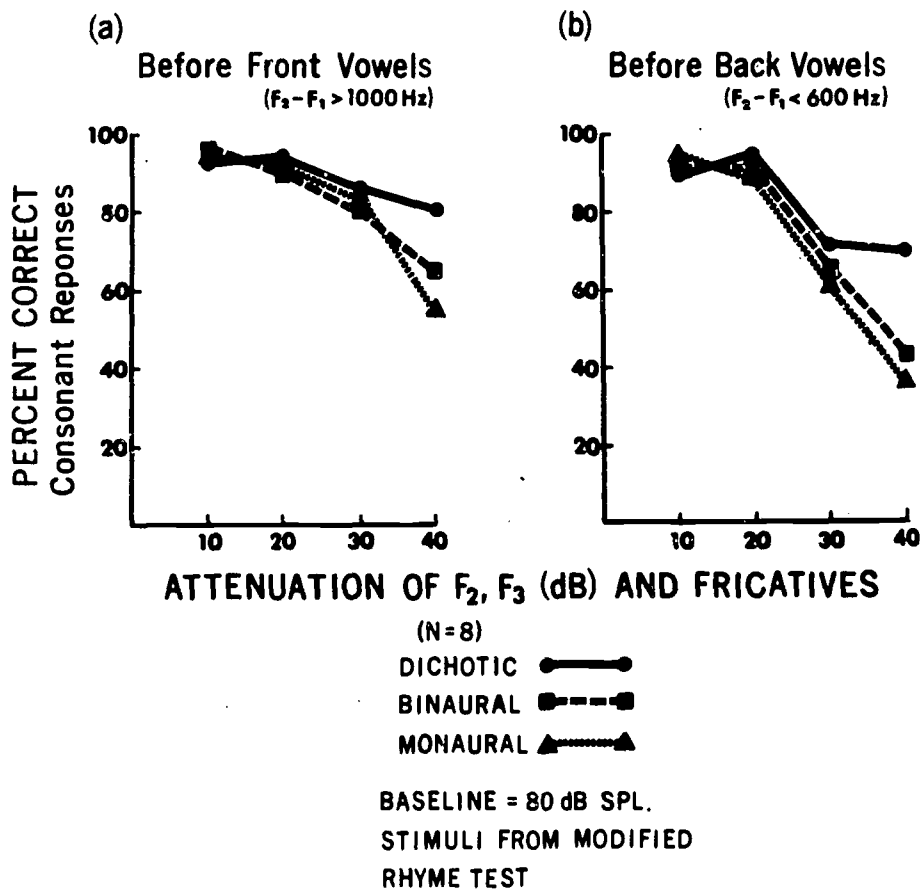 (a)
Before Front Vowels
(F₂-F₁ > 1000 Hz)
(b)
Before Back Vowels
(F₂-F₁ < 600 Hz)
PERCENT CORRECT
Consonant Reponses
100
80
60
40
20
10 20 30 40
100
80
60
40
20
10 20 30 40
ATTENUATION OF F₂, F₃ (dB) AND FRICATIVES
(N=8)
DICHOTIC
BINAURAL
MONAURAL
BASELINE = 80 dB SPL.
STIMULI FROM MODIFIED
RHYME TEST